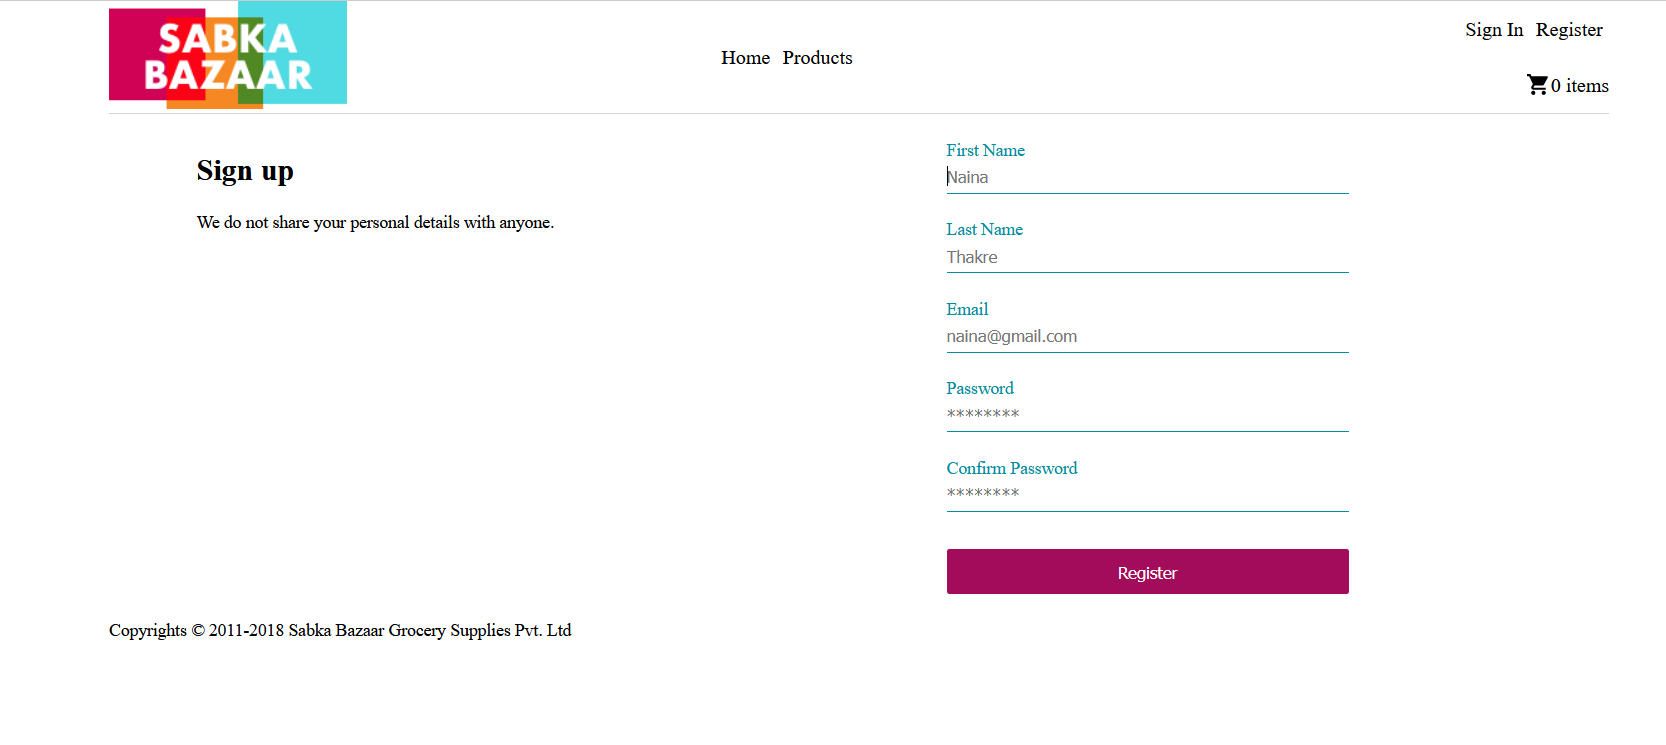 SABKA
BAZAAR
Home Products
Sign In Register
0 items
Sign up
We do not share your personal details with anyone.
First Name
Naina
Last Name
Thakre
Email
naina@gmail.com
Password
********
Confirm Password
********
Register
Copyrights © 2011-2018 Sabka Bazaar Grocery Supplies Pvt. Ltd